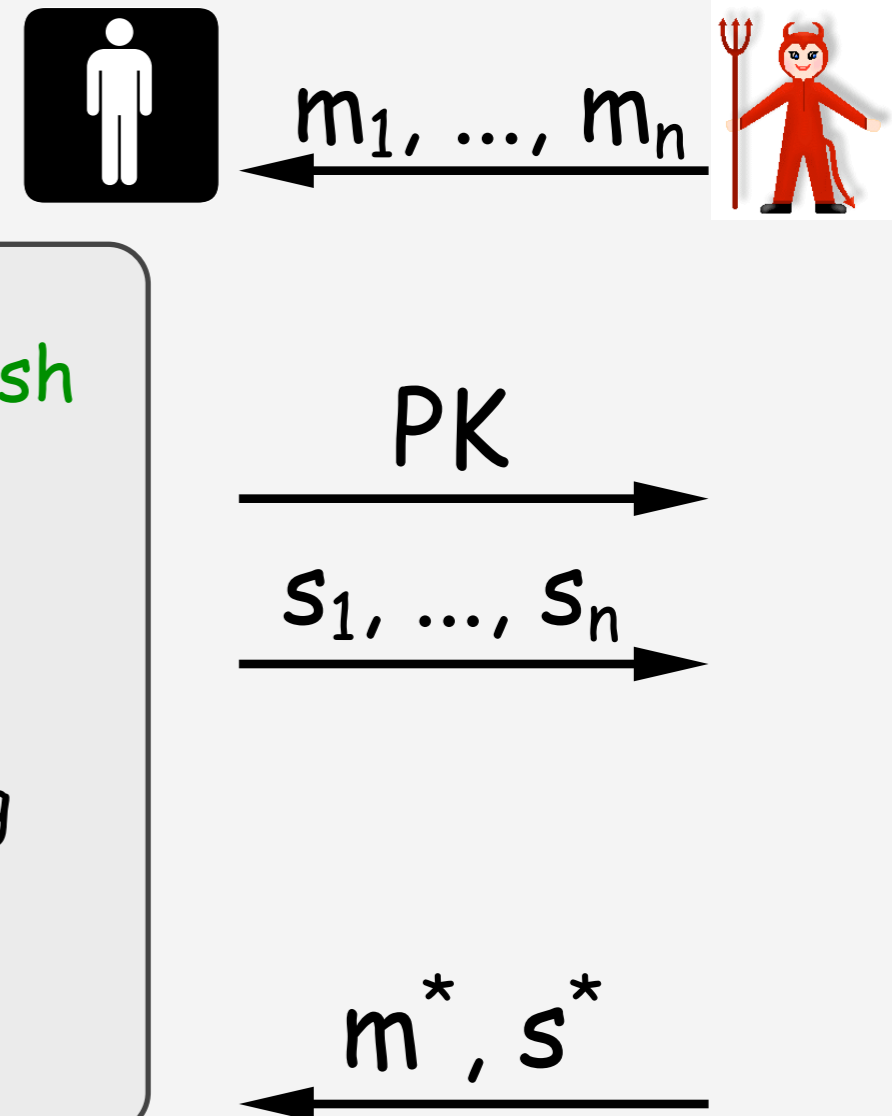 m₁, ..., mₙ
sh
PK
s₁, ..., sₙ
g
m*, s*